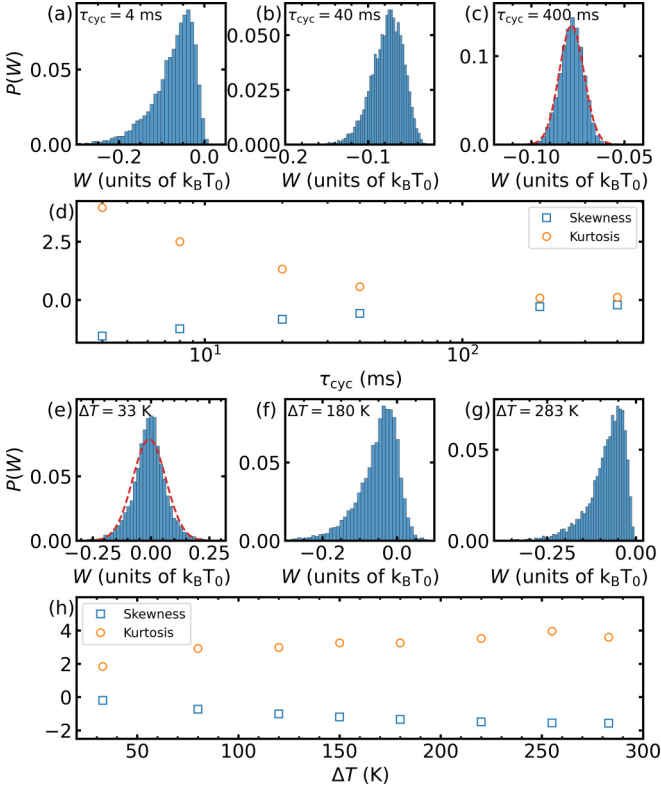 (a) τcyc = 4 ms
(b) τcyc = 40 ms
(c) τcyc = 400 ms
P(W)
0.05
0.00
0.06
0.04
0.02
0.000
0.1
0.0
−0.2 0.0
−0.2 −0.1
−0.10 −0.05
W (units of kBT0)
W (units of kBT0)
W (units of kBT0)
(d)
Skewness
Kurtosis
2.5
0.0
10¹ 10²
τcyc (ms)
(e) ΔT = 33 K
(f) ΔT = 180 K
(g) ΔT = 283 K
P(W)
0.05
0.00
0.05
0.00
0.05
0.00
−0.25 0.00 0.25
−0.2 0.0
−0.25 0.00
W (units of kBT0)
W (units of kBT0)
W (units of kBT0)
(h)
Skewness
Kurtosis
4
2
0
−2
50 100 150 200 250 300
ΔT (K)